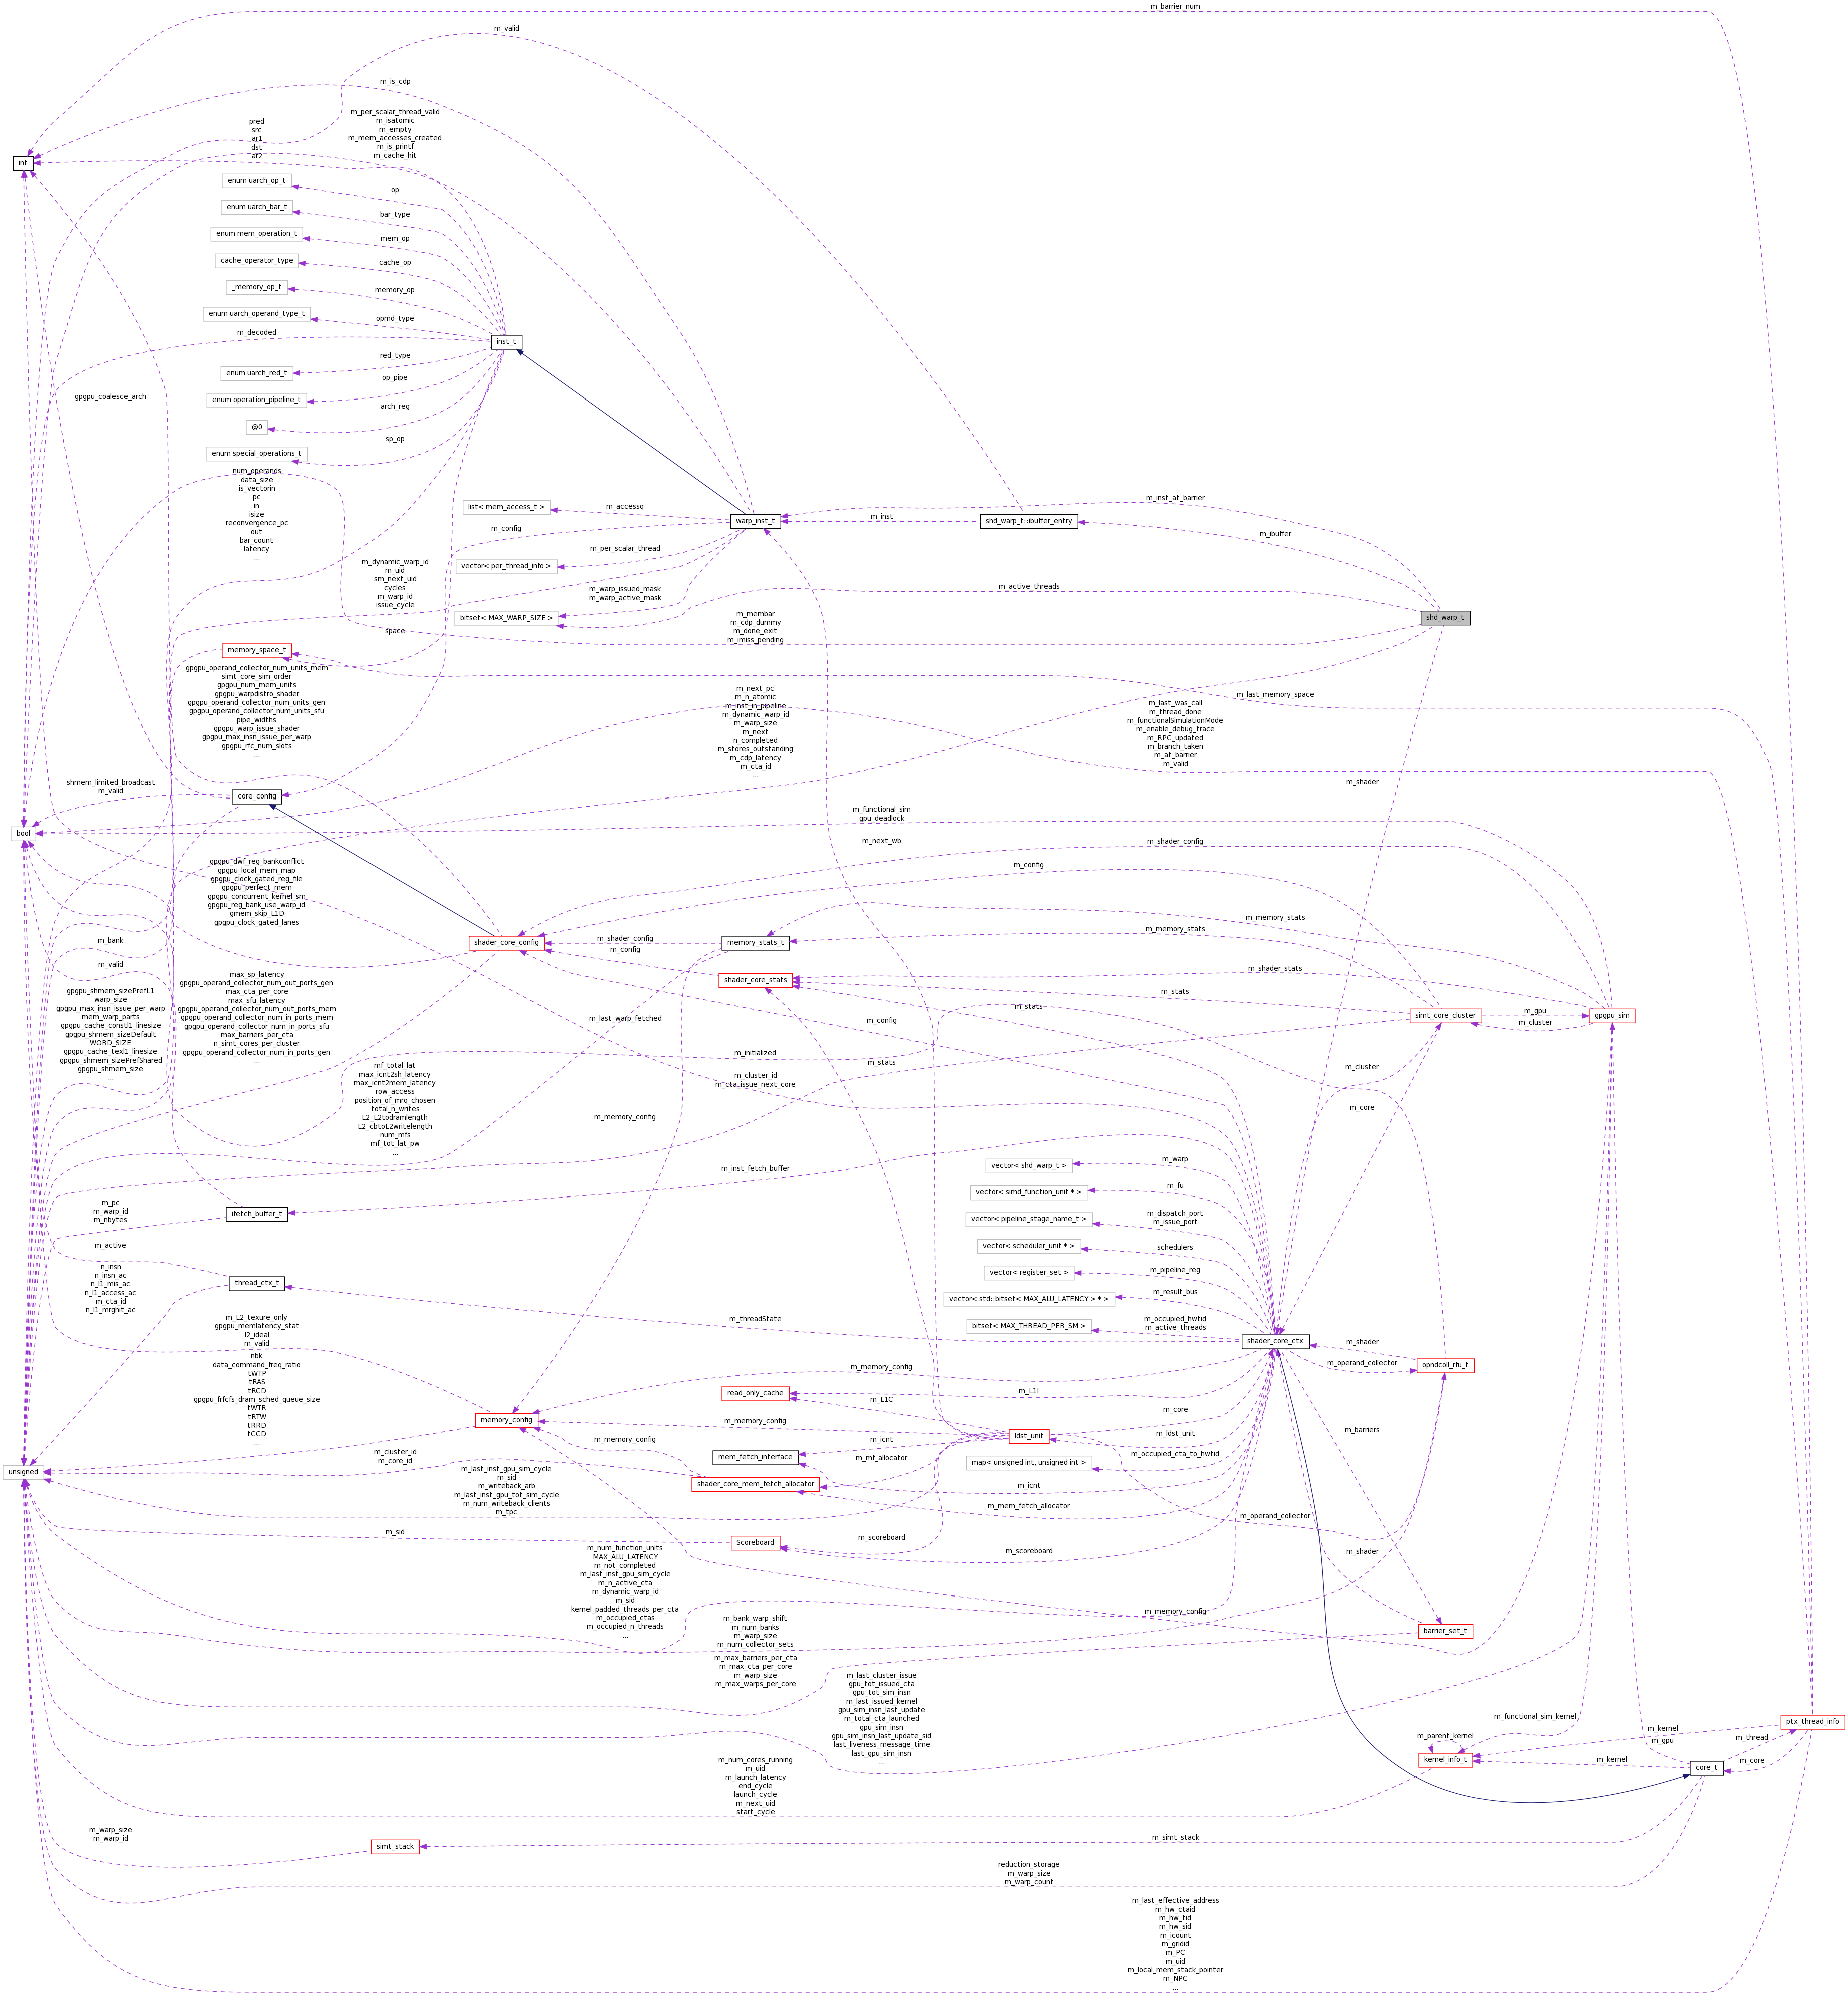 m_barrier_num
m_valid
m_is_cdp
m_per_scalar_thread_valid
m_isatomic
m_empty
m_mem_accesses_created
m_is_printf
m_cache_hit
pred
src
ar1
dst
ar2
int
enum uarch_op_t
op
enum uarch_bar_t
bar_type
enum mem_operation_t
mem_op
cache_operator_type
cache_op
_memory_op_t
memory_op
enum uarch_operand_type_t
oprnd_type
m_decoded
inst_t
enum uarch_red_t
red_type
enum operation_pipeline_t
op_pipe
gpgpu_coalesce_arch
@0
arch_reg
enum special_operations_t
sp_op
num_operands
data_size
is_vectorin
pc
in
isize
reconvergence_pc
out
bar_count
latency
...
list< mem_access_t >
m_accessq
m_config
warp_inst_t
m_inst
shd_warp_t::ibuffer_entry
m_inst_at_barrier
m_ibuffer
vector< per_thread_info >
m_per_scalar_thread
m_dynamic_warp_id
m_uid
sm_next_uid
cycles
m_warp_id
issue_cycle
m_warp_issued_mask
m_warp_active_mask
bitset< MAX_WARP_SIZE >
m_active_threads
m_membar
m_cdp_dummy
m_done_exit
m_imiss_pending
shd_warp_t
space
memory_space_t
gpgpu_operand_collector_num_units_mem
simt_core_sim_order
gpgpu_num_mem_units
gpgpu_warpdistro_shader
gpgpu_operand_collector_num_units_gen
gpgpu_operand_collector_num_units_sfu
pipe_widths
gpgpu_warp_issue_shader
gpgpu_max_insn_issue_per_warp
gpgpu_rfc_num_slots
...
m_next_pc
m_n_atomic
m_inst_in_pipeline
m_dynamic_warp_id
m_warp_size
m_next
n_completed
m_stores_outstanding
m_cdp_latency
m_cta_id
...
m_last_memory_space
m_last_was_call
m_thread_done
m_functionalSimulationMode
m_enable_debug_trace
m_RPC_updated
m_branch_taken
m_at_barrier
m_valid
m_shader
shmem_limited_broadcast
m_valid
core_config
bool
m_functional_sim
gpu_deadlock
m_next_wb
m_shader_config
m_config
gpgpu_dwf_reg_bankconflict
gpgpu_local_mem_map
gpgpu_clock_gated_reg_file
gpgpu_perfect_mem
gpgpu_concurrent_kernel_sm
gpgpu_reg_bank_use_warp_id
gmem_skip_L1D
gpgpu_clock_gated_lanes
m_memory_stats
m_memory_stats
m_bank
m_valid
shader_core_config
m_shader_config
m_config
memory_stats_t
shader_core_stats
m_shader_stats
m_stats
m_stats
gpgpu_shmem_sizePrefL1
warp_size
gpgpu_max_insn_issue_per_warp
mem_warp_parts
gpgpu_cache_constl1_linesize
gpgpu_shmem_sizeDefault
WORD_SIZE
gpgpu_cache_texl1_linesize
gpgpu_shmem_sizePrefShared
gpgpu_shmem_size
...
max_sp_latency
gpgpu_operand_collector_num_out_ports_gen
max_cta_per_core
max_sfu_latency
gpgpu_operand_collector_num_out_ports_mem
gpgpu_operand_collector_num_in_ports_mem
gpgpu_operand_collector_num_in_ports_sfu
max_barriers_per_cta
n_simt_cores_per_cluster
gpgpu_operand_collector_num_in_ports_gen
...
m_last_warp_fetched
m_config
simt_core_cluster
m_gpu
m_cluster
gpgpu_sim
m_initialized
m_stats
m_cluster_id
m_cta_issue_next_core
m_cluster
m_core
mf_total_lat
max_icnt2sh_latency
max_icnt2mem_latency
row_access
position_of_mrq_chosen
total_n_writes
L2_L2todramlength
L2_cbtoL2writelength
num_mfs
mf_tot_lat_pw
...
m_memory_config
m_inst_fetch_buffer
vector< shd_warp_t >
m_warp
vector< simd_function_unit * >
m_fu
m_pc
m_warp_id
m_nbytes
ifetch_buffer_t
vector< pipeline_stage_name_t >
m_dispatch_port
m_issue_port
m_active
vector< scheduler_unit * >
schedulers
vector< register_set >
m_pipeline_reg
n_insn
n_insn_ac
n_l1_mis_ac
n_l1_access_ac
m_cta_id
n_l1_mrghit_ac
thread_ctx_t
vector< std::bitset< MAX_ALU_LATENCY > * >
m_result_bus
m_threadState
bitset< MAX_THREAD_PER_SM >
m_occupied_hwtid
m_active_threads
shader_core_ctx
m_L2_texure_only
gpgpu_memlatency_stat
l2_ideal
m_valid
m_shader
m_operand_collector
opndcoll_rfu_t
nbk
data_command_freq_ratio
tWTP
tRAS
tRCD
gpgpu_frfcfs_dram_sched_queue_size
tWTR
tRTW
tRRD
tCCD
...
m_memory_config
read_only_cache
m_L1I
m_L1C
memory_config
m_memory_config
ldst_unit
m_core
m_ldst_unit
m_barriers
m_icnt
mem_fetch_interface
m_mf_allocator
map< unsigned int, unsigned int >
m_occupied_cta_to_hwtid
m_memory_config
unsigned
m_cluster_id
m_core_id
shader_core_mem_fetch_allocator
m_icnt
m_mem_fetch_allocator
m_last_inst_gpu_sim_cycle
m_sid
m_writeback_arb
m_last_inst_gpu_tot_sim_cycle
m_num_writeback_clients
m_tpc
m_operand_collector
m_sid
Scoreboard
m_scoreboard
m_scoreboard
m_shader
m_num_function_units
MAX_ALU_LATENCY
m_not_completed
m_last_inst_gpu_sim_cycle
m_n_active_cta
m_dynamic_warp_id
m_sid
kernel_padded_threads_per_cta
m_occupied_ctas
m_occupied_n_threads
...
m_memory_config
m_bank_warp_shift
m_num_banks
m_warp_size
m_num_collector_sets
barrier_set_t
m_max_barriers_per_cta
m_max_cta_per_core
m_warp_size
m_max_warps_per_core
m_last_cluster_issue
gpu_tot_issued_cta
gpu_tot_sim_insn
m_last_issued_kernel
gpu_sim_insn_last_update
m_total_cta_launched
gpu_sim_insn
gpu_sim_insn_last_update_sid
last_liveness_message_time
last_gpu_sim_insn
...
m_functional_sim_kernel
m_parent_kernel
kernel_info_t
m_kernel
m_gpu
m_kernel
m_thread
m_core
ptx_thread_info
core_t
m_num_cores_running
m_uid
m_launch_latency
end_cycle
launch_cycle
m_next_uid
start_cycle
m_warp_size
m_warp_id
simt_stack
m_simt_stack
reduction_storage
m_warp_size
m_warp_count
m_last_effective_address
m_hw_ctaid
m_hw_tid
m_hw_sid
m_icount
m_gridid
m_PC
m_uid
m_local_mem_stack_pointer
m_NPC
...